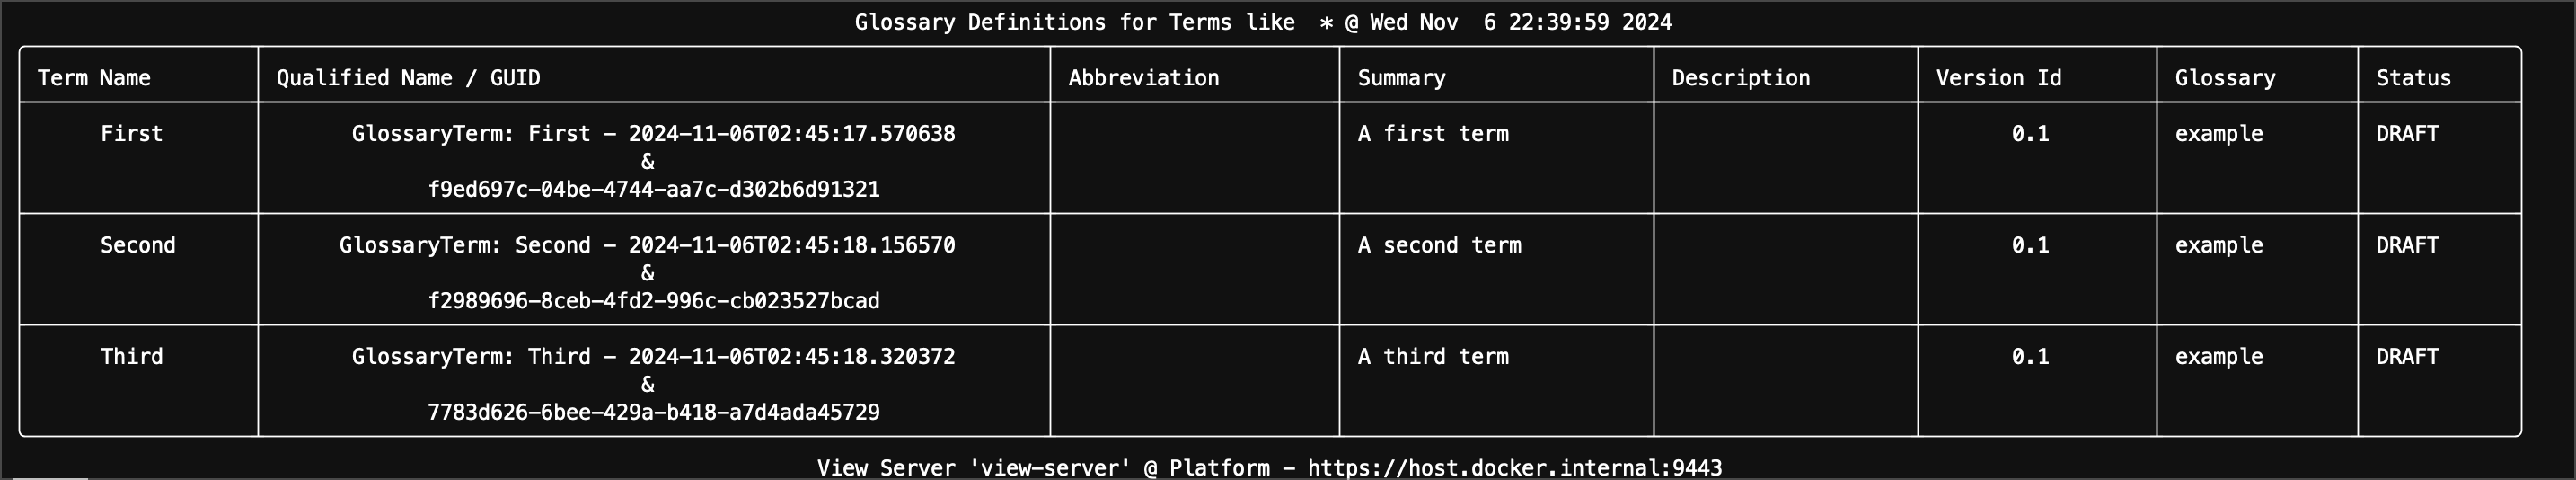 Glossary Definitions for Terms like  * @ Wed Nov  6 22:39:59 2024
Term Name Qualified Name / GUID Abbreviation Summary Description Version Id Glossary Status
First GlossaryTerm: First – 2024-11-06T02:45:17.570638 A first term 0.1 example DRAFT
&
f9ed697c-04be-4744-aa7c-d302b6d91321
Second GlossaryTerm: Second – 2024-11-06T02:45:18.156570 A second term 0.1 example DRAFT
&
f2989696-8ceb-4fd2-996c-cb023527bcad
Third GlossaryTerm: Third – 2024-11-06T02:45:18.320372 A third term 0.1 example DRAFT
&
7783d626-6bee-429a-b418-a7d4ada45729
View Server 'view-server' @ Platform – https://host.docker.internal:9443